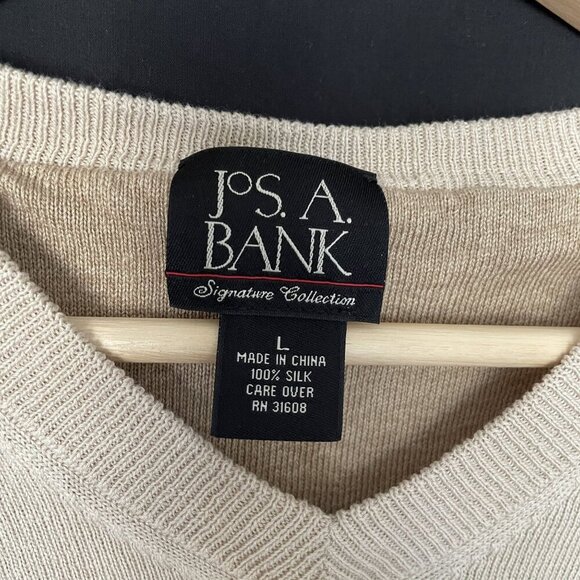 JOS. A.
BANK
Signature Collection
L
MADE IN CHINA
100% SILK
CARE OVER
RN 31608